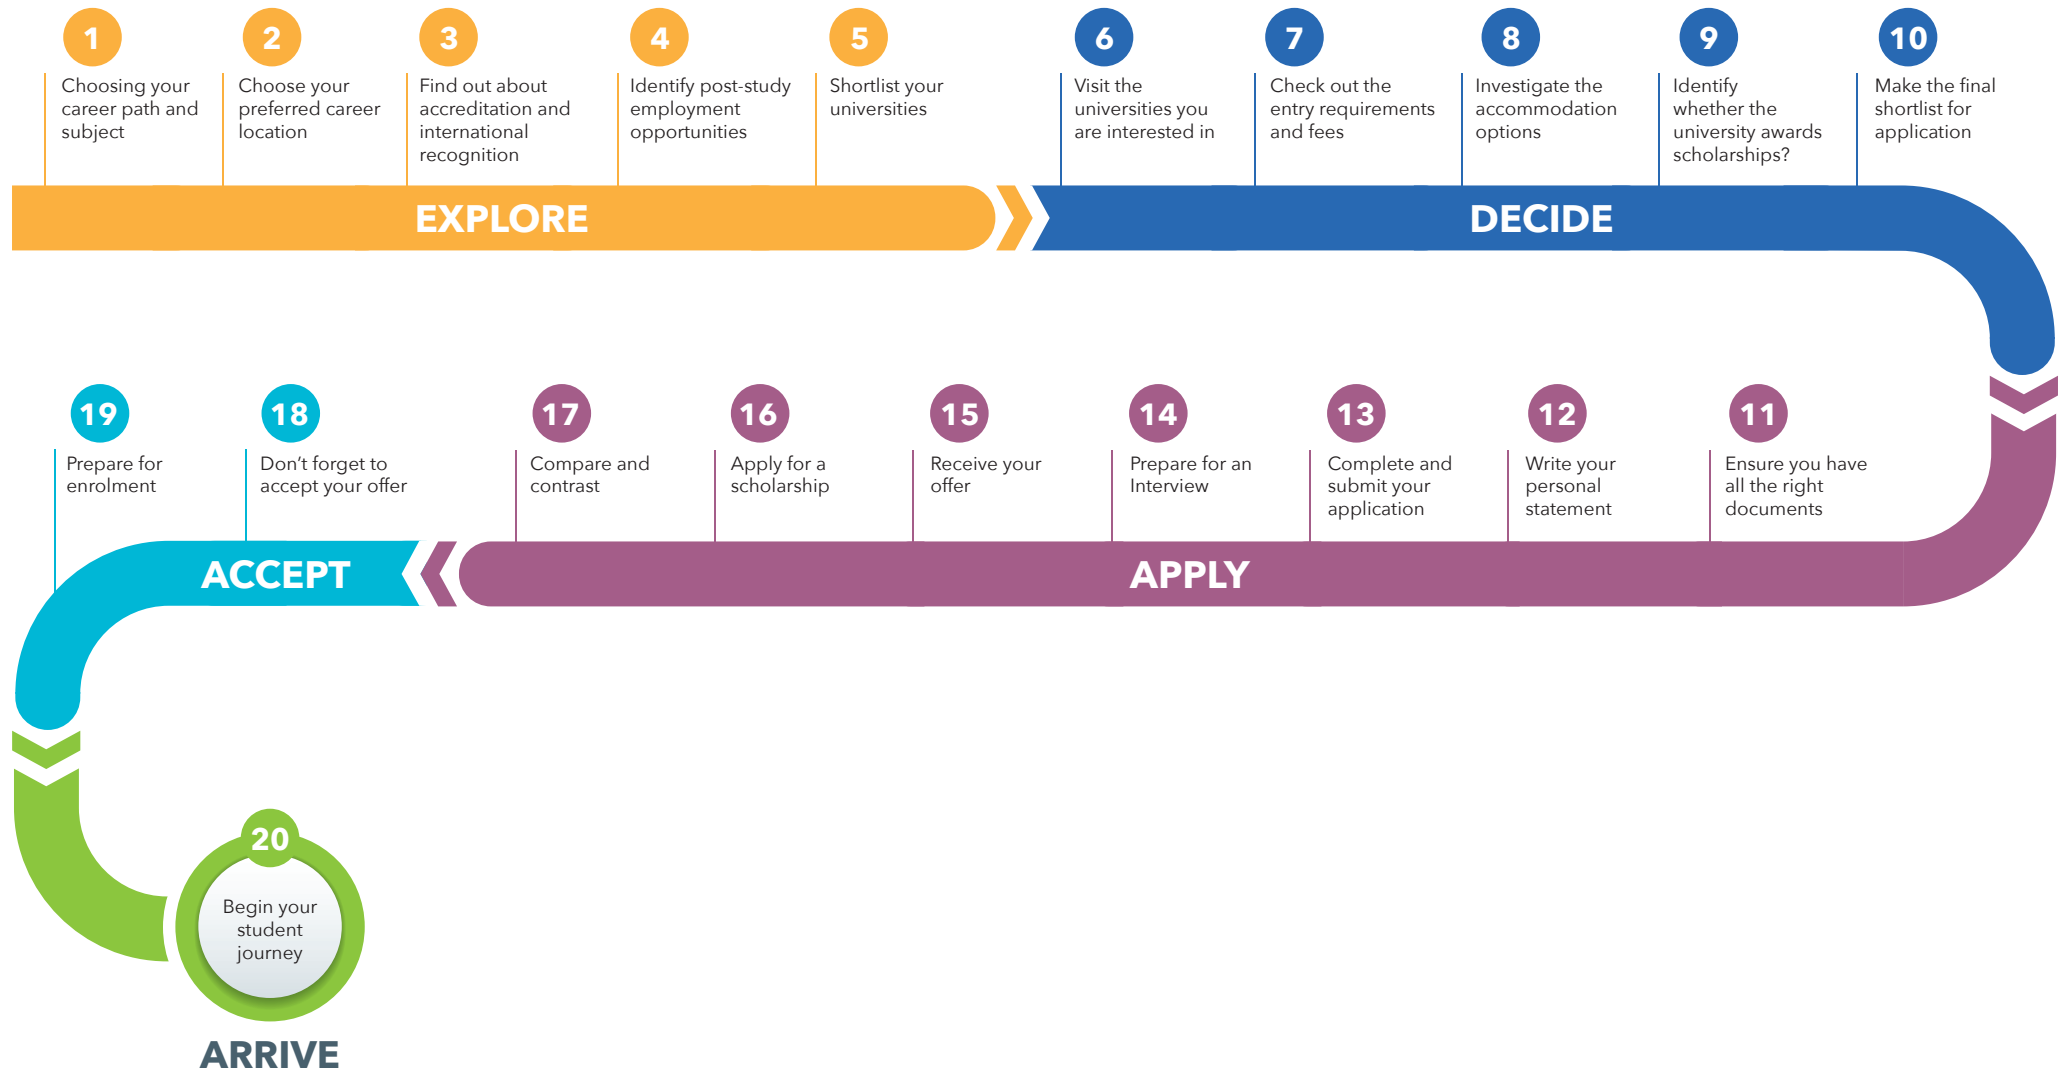 1
Choosing your
career path and
subject
2
Choose your
preferred career
location
3
Find out about
accreditation and
international
recognition
4
Identify post-study
employment
opportunities
5
Shortlist your
universities
6
Visit the
universities you
are interested in
7
Check out the
entry requirements
and fees
8
Investigate the
accommodation
options
9
Identify
whether the
university awards
scholarships?
10
Make the final
shortlist for
application
EXPLORE
DECIDE
11
Ensure you have
all the right
documents
12
Write your
personal
statement
13
Complete and
submit your
application
14
Prepare for an
Interview
15
Receive your
offer
16
Apply for a
scholarship
17
Compare and
contrast
APPLY
18
Don’t forget to
accept your offer
19
Prepare for
enrolment
ACCEPT
20
Begin your
student
journey
ARRIVE